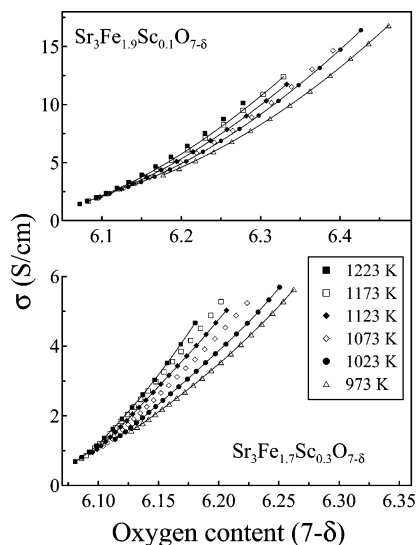 Sr₃Fe₁.₉Sc₀.₁O₇₋δ
15
10
5
0
6.1 6.2 6.3 6.4
σ (S/cm)
6
4
2
0
1223 K
1173 K
1123 K
1073 K
1023 K
973 K
Sr₃Fe₁.₇Sc₀.₃O₇₋δ
6.10 6.15 6.20 6.25 6.30 6.35
Oxygen content (7-δ)